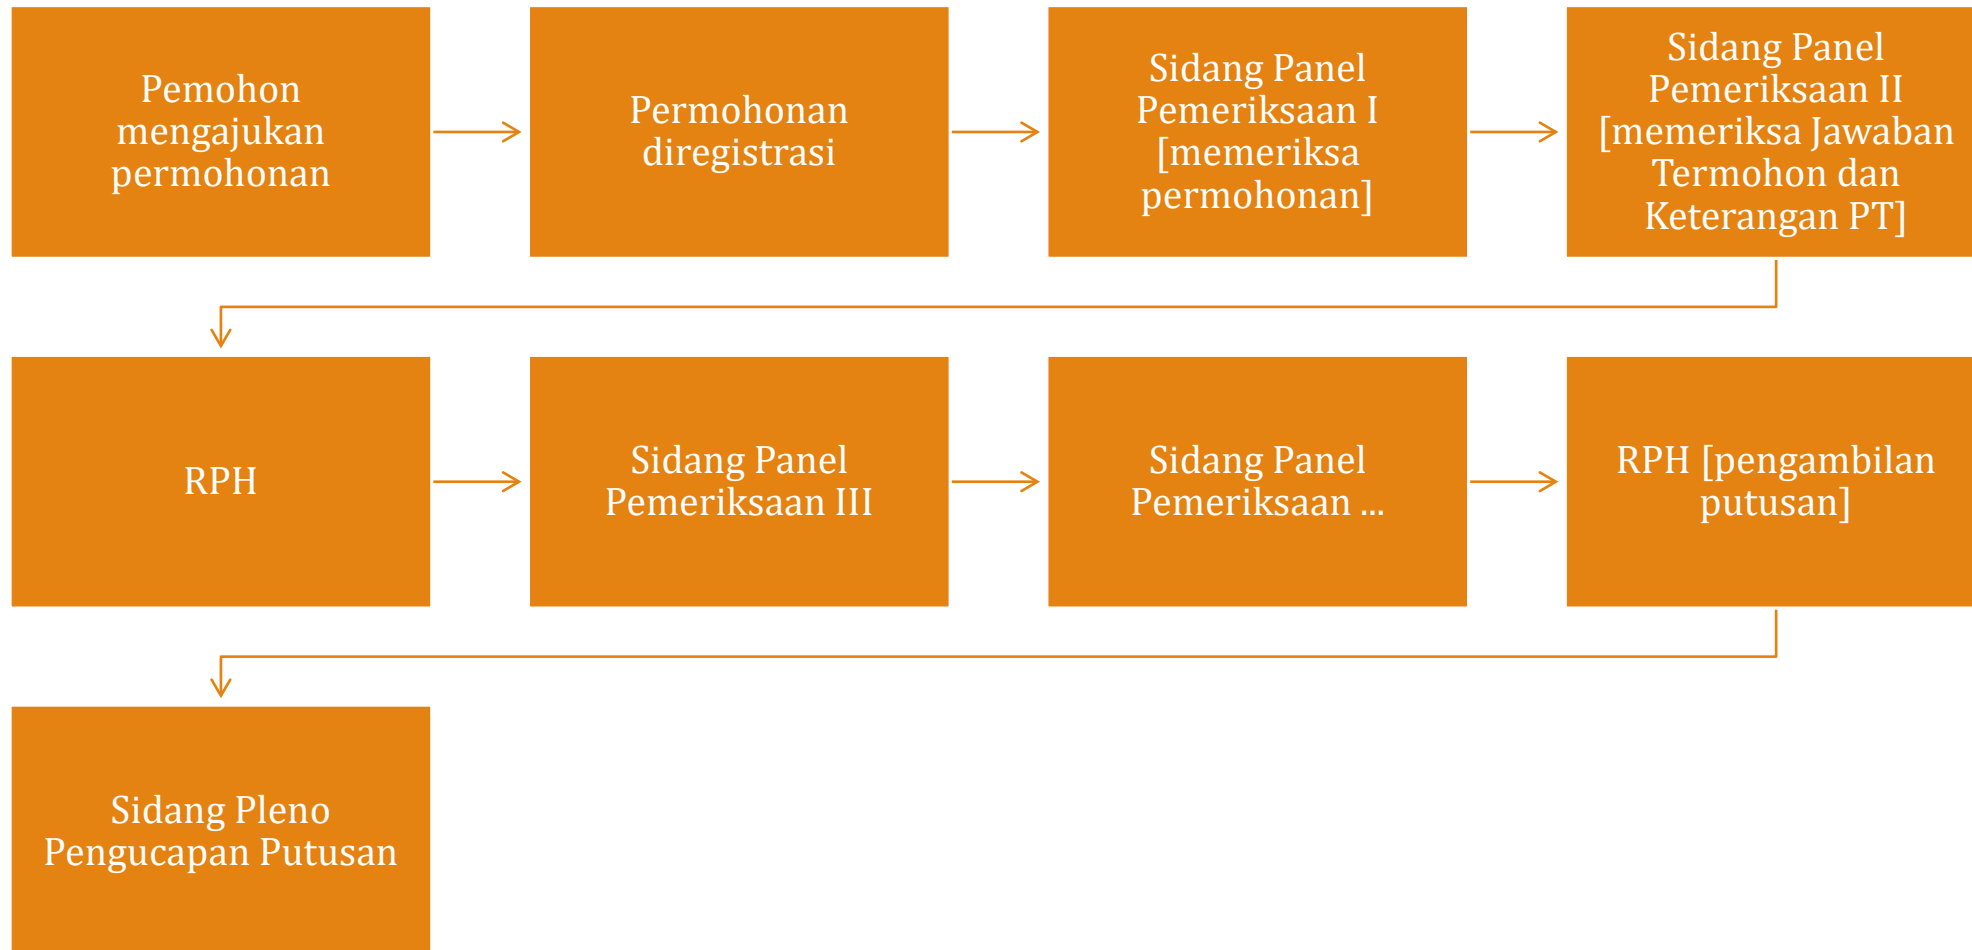 Pemohon
mengajukan
permohonan
Permohonan
diregistrasi
Sidang Panel
Pemeriksaan I
[memeriksa
permohonan]
Sidang Panel
Pemeriksaan II
[memeriksa Jawaban
Termohon dan
Keterangan PT]
RPH
Sidang Panel
Pemeriksaan III
Sidang Panel
Pemeriksaan ...
RPH [pengambilan
putusan]
Sidang Pleno
Pengucapan Putusan